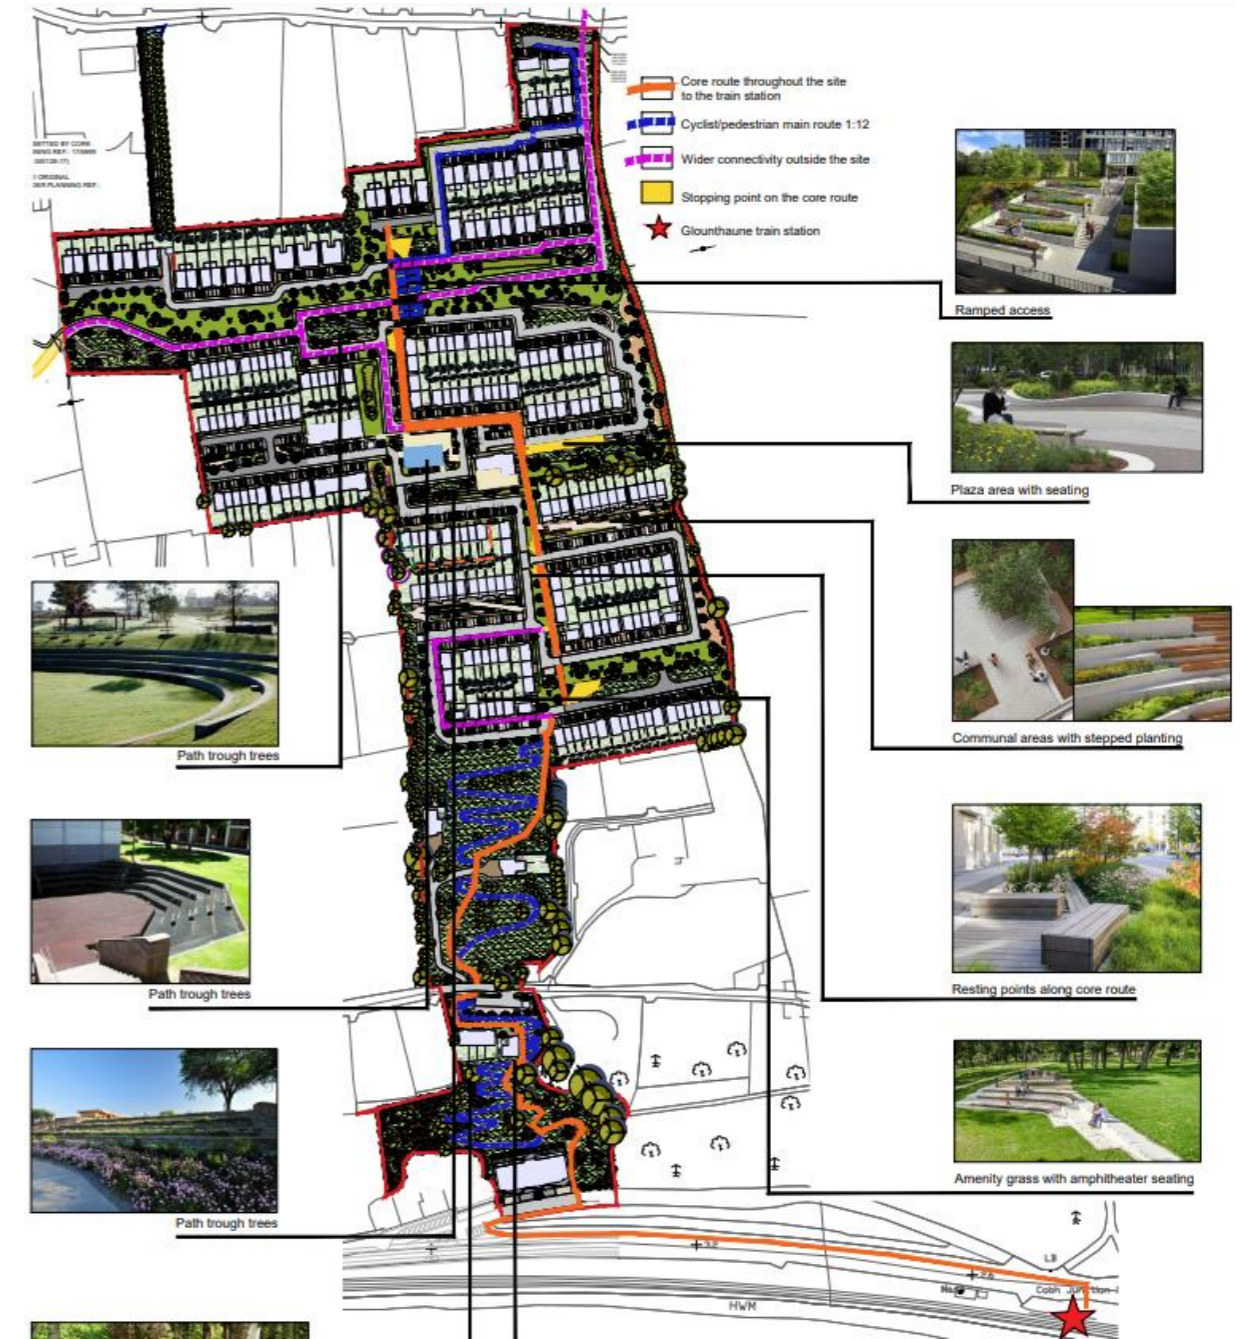 Core route throughout the site
to the train station
Cyclist/pedestrian main route 1:12
Wider connectivity outside the site
Stopping point on the core route
Glounthaune train station
Ramped access
Plaza area with seating
Communal areas with stepped planting
Resting points along core route
Amenity grass with amphitheater seating
Path trough trees
Path trough trees
Path trough trees
LB
HWM